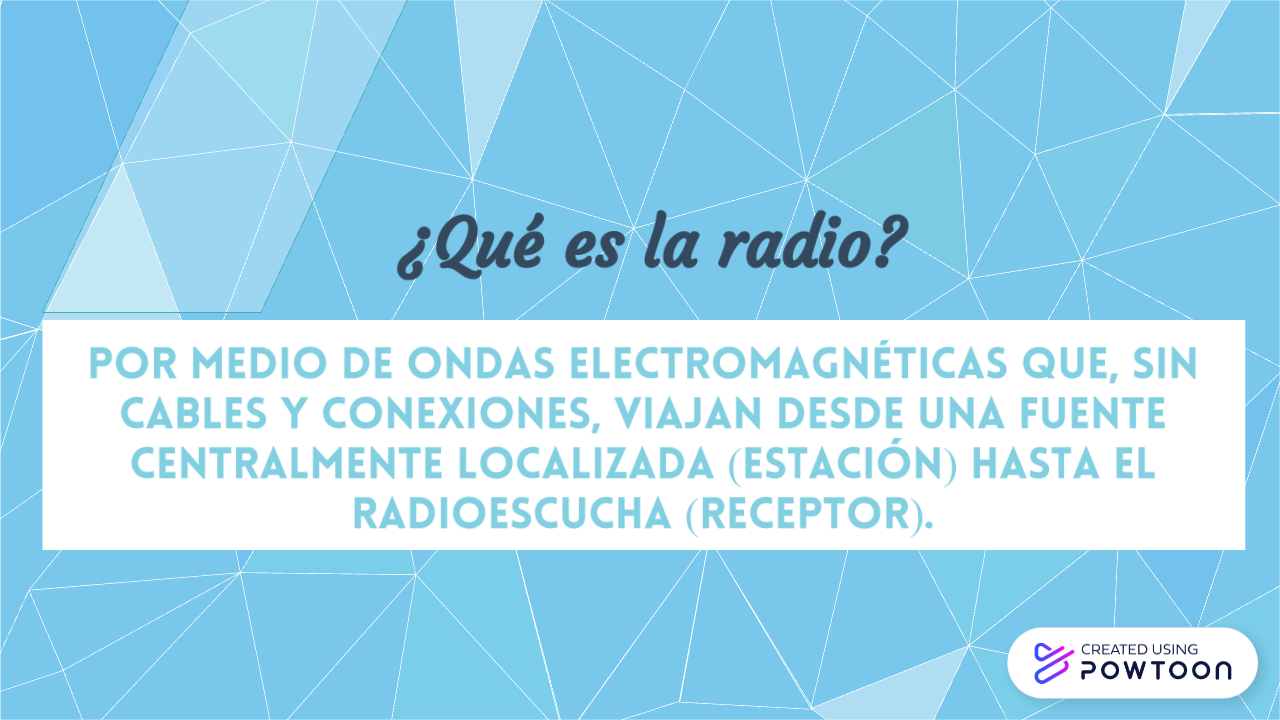 ¿Qué es la radio?
POR MEDIO DE ONDAS ELECTROMAGNÉTICAS QUE, SIN
CABLES Y CONEXIONES, VIAJAN DESDE UNA FUENTE
CENTRALMENTE LOCALIZADA (ESTACIÓN) HASTA EL
RADIOESCUCHA (RECEPTOR).
CREATED USING
POWTOON